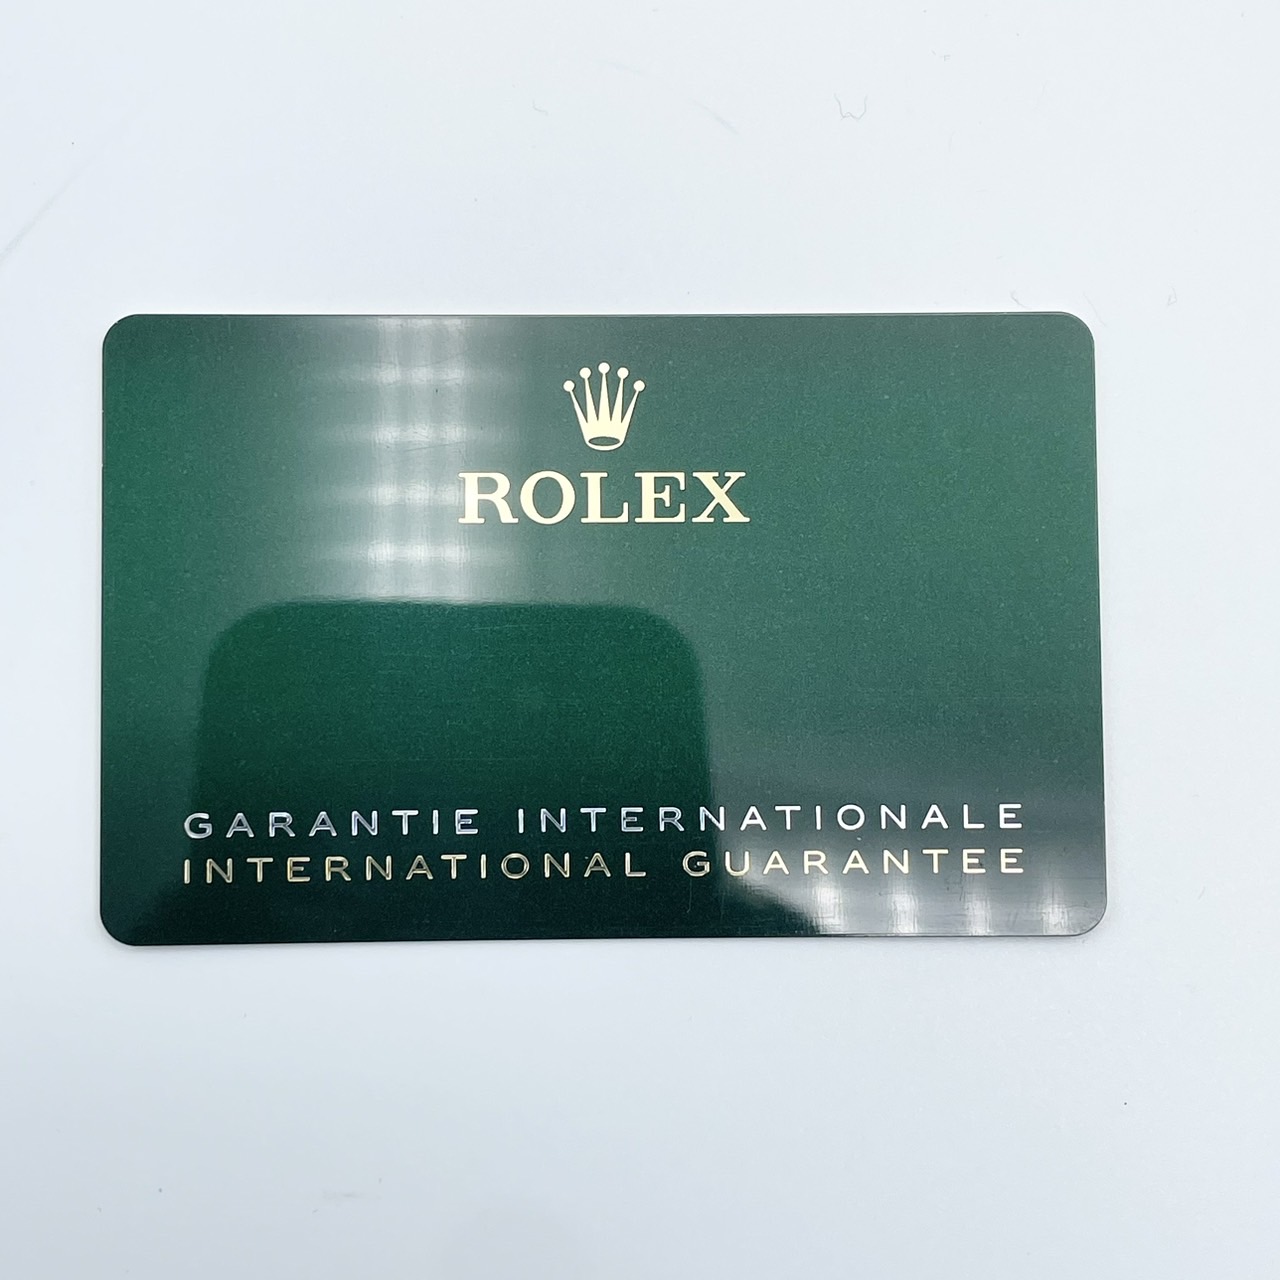 ROLEX
GARANTIE INTERNATIONALE
INTERNATIONAL GUARANTEE